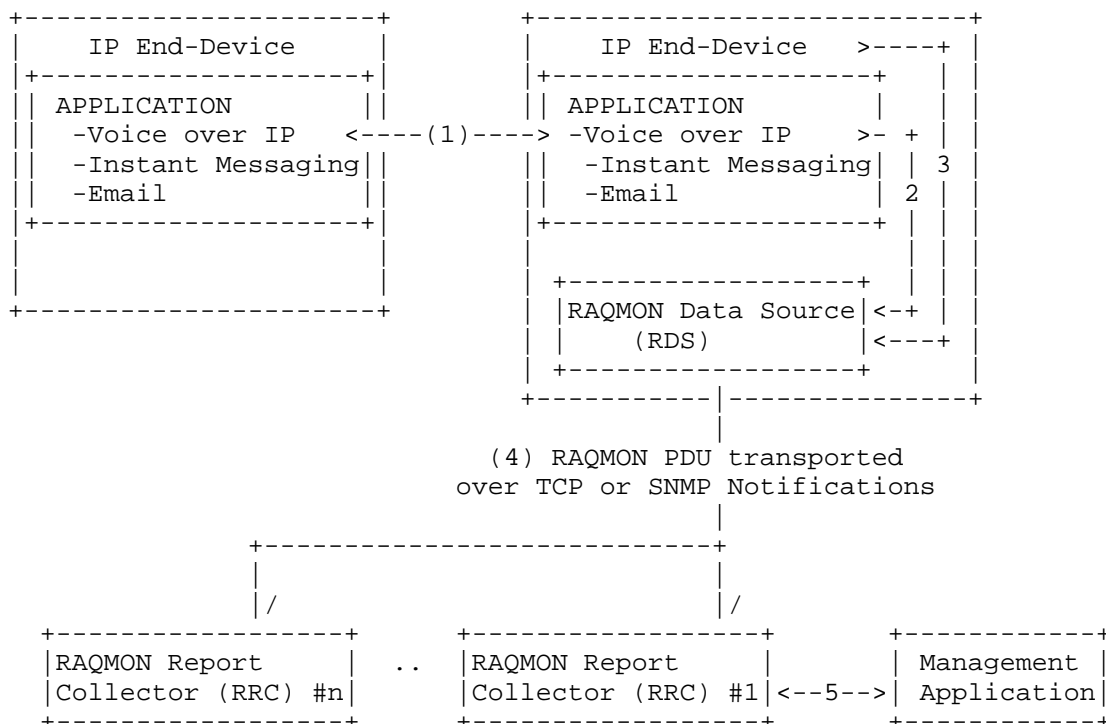 IP End-Device IP End-Device >----+
APPLICATION APPLICATION
-Voice over IP <----(1)----> -Voice over IP >- +
-Instant Messaging -Instant Messaging 3
-Email -Email 2
RAQMON Data Source <-+
(RDS) <---+
(4) RAQMON PDU transported
over TCP or SNMP Notifications
RAQMON Report .. RAQMON Report Management
Collector (RRC) #n Collector (RRC) #1 <--5--> Application